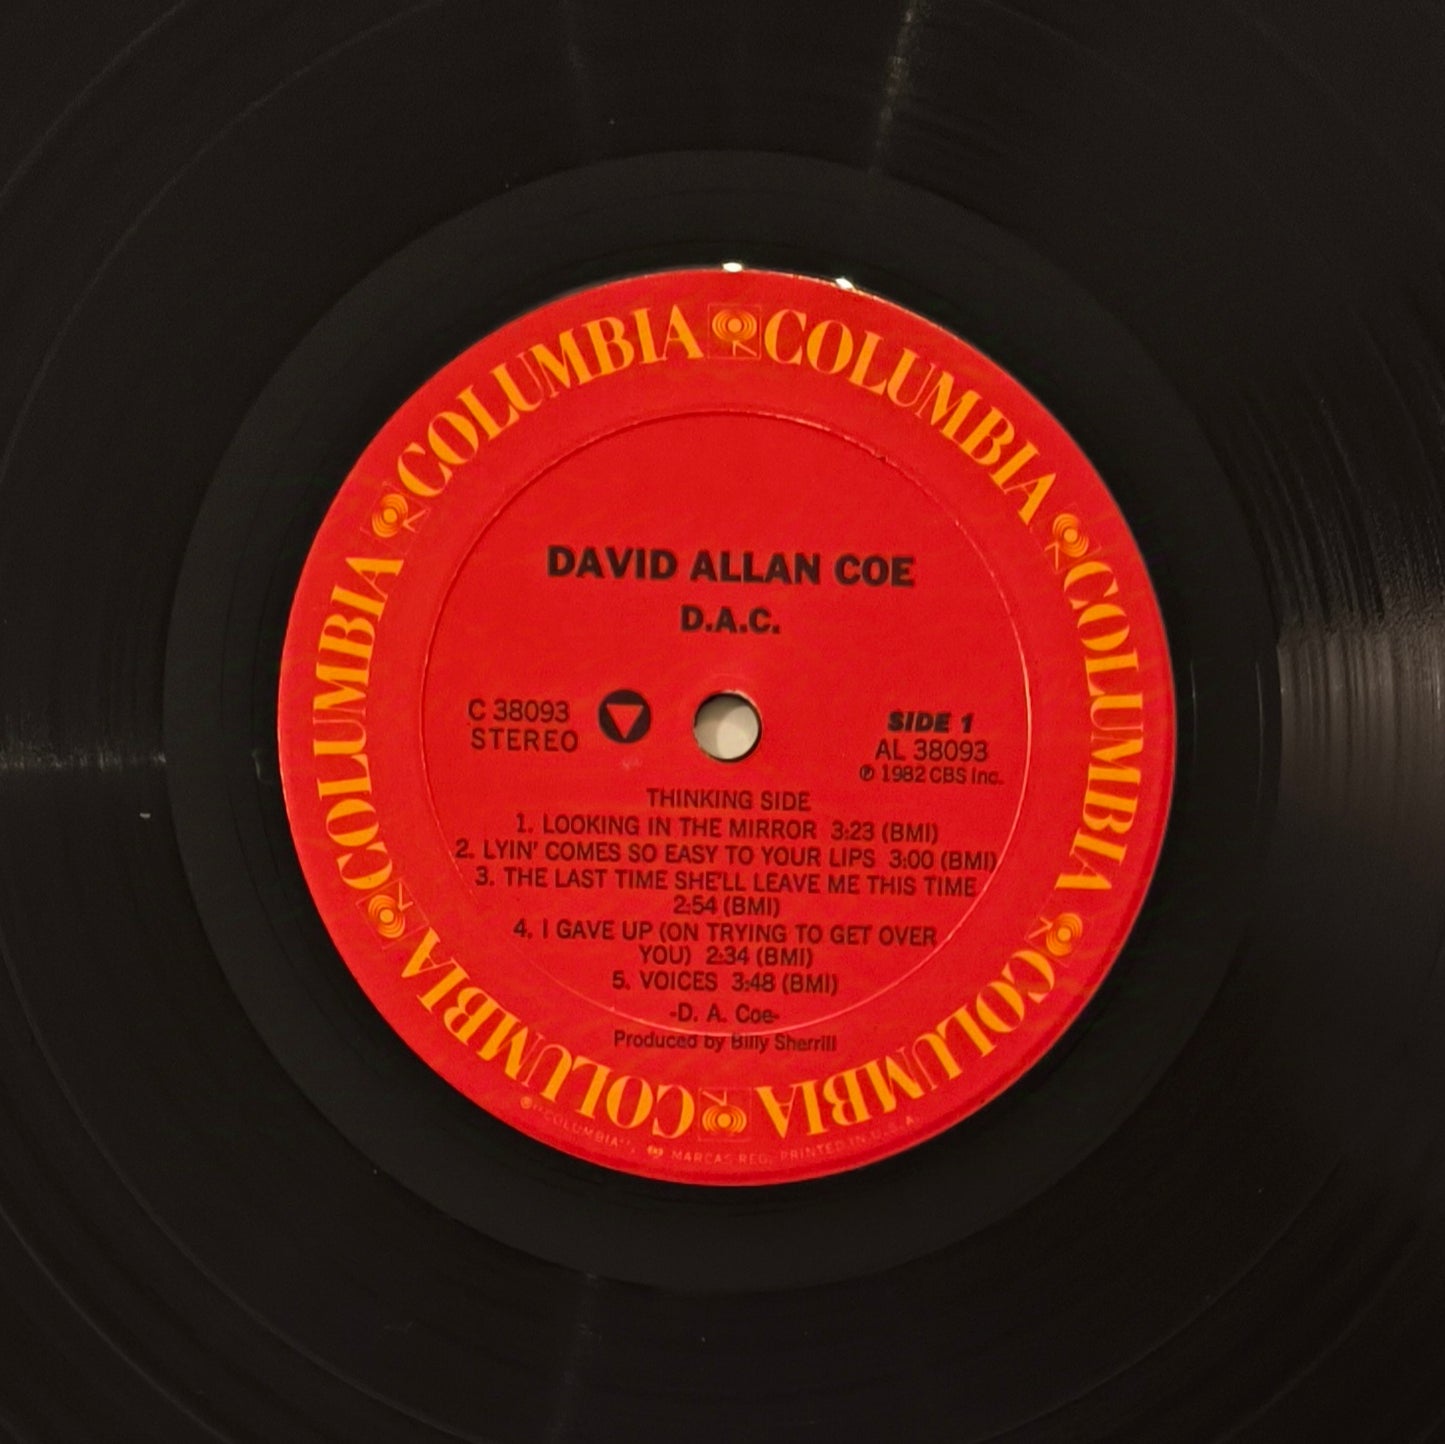 COLUMBIA COLUMBIA COLUMBIA COLUMBIA COLUMBIA COLUMBIA
DAVID ALLAN COE
D.A.C.
C 38093
STEREO
SIDE 1
AL 38093
℗ 1982 CBS Inc.
THINKING SIDE
1. LOOKING IN THE MIRROR 3:23 (BMI)
2. LYIN' COMES SO EASY TO YOUR LIPS 3:00 (BMI)
3. THE LAST TIME SHE'LL LEAVE ME THIS TIME
2:54 (BMI)
4. I GAVE UP (ON TRYING TO GET OVER
YOU) 2:34 (BMI)
5. VOICES 3:48 (BMI)
-D. A. Coe-
Produced by Billy Sherrill
"COLUMBIA", MARCAS REG. PRINTED IN U.S.A.